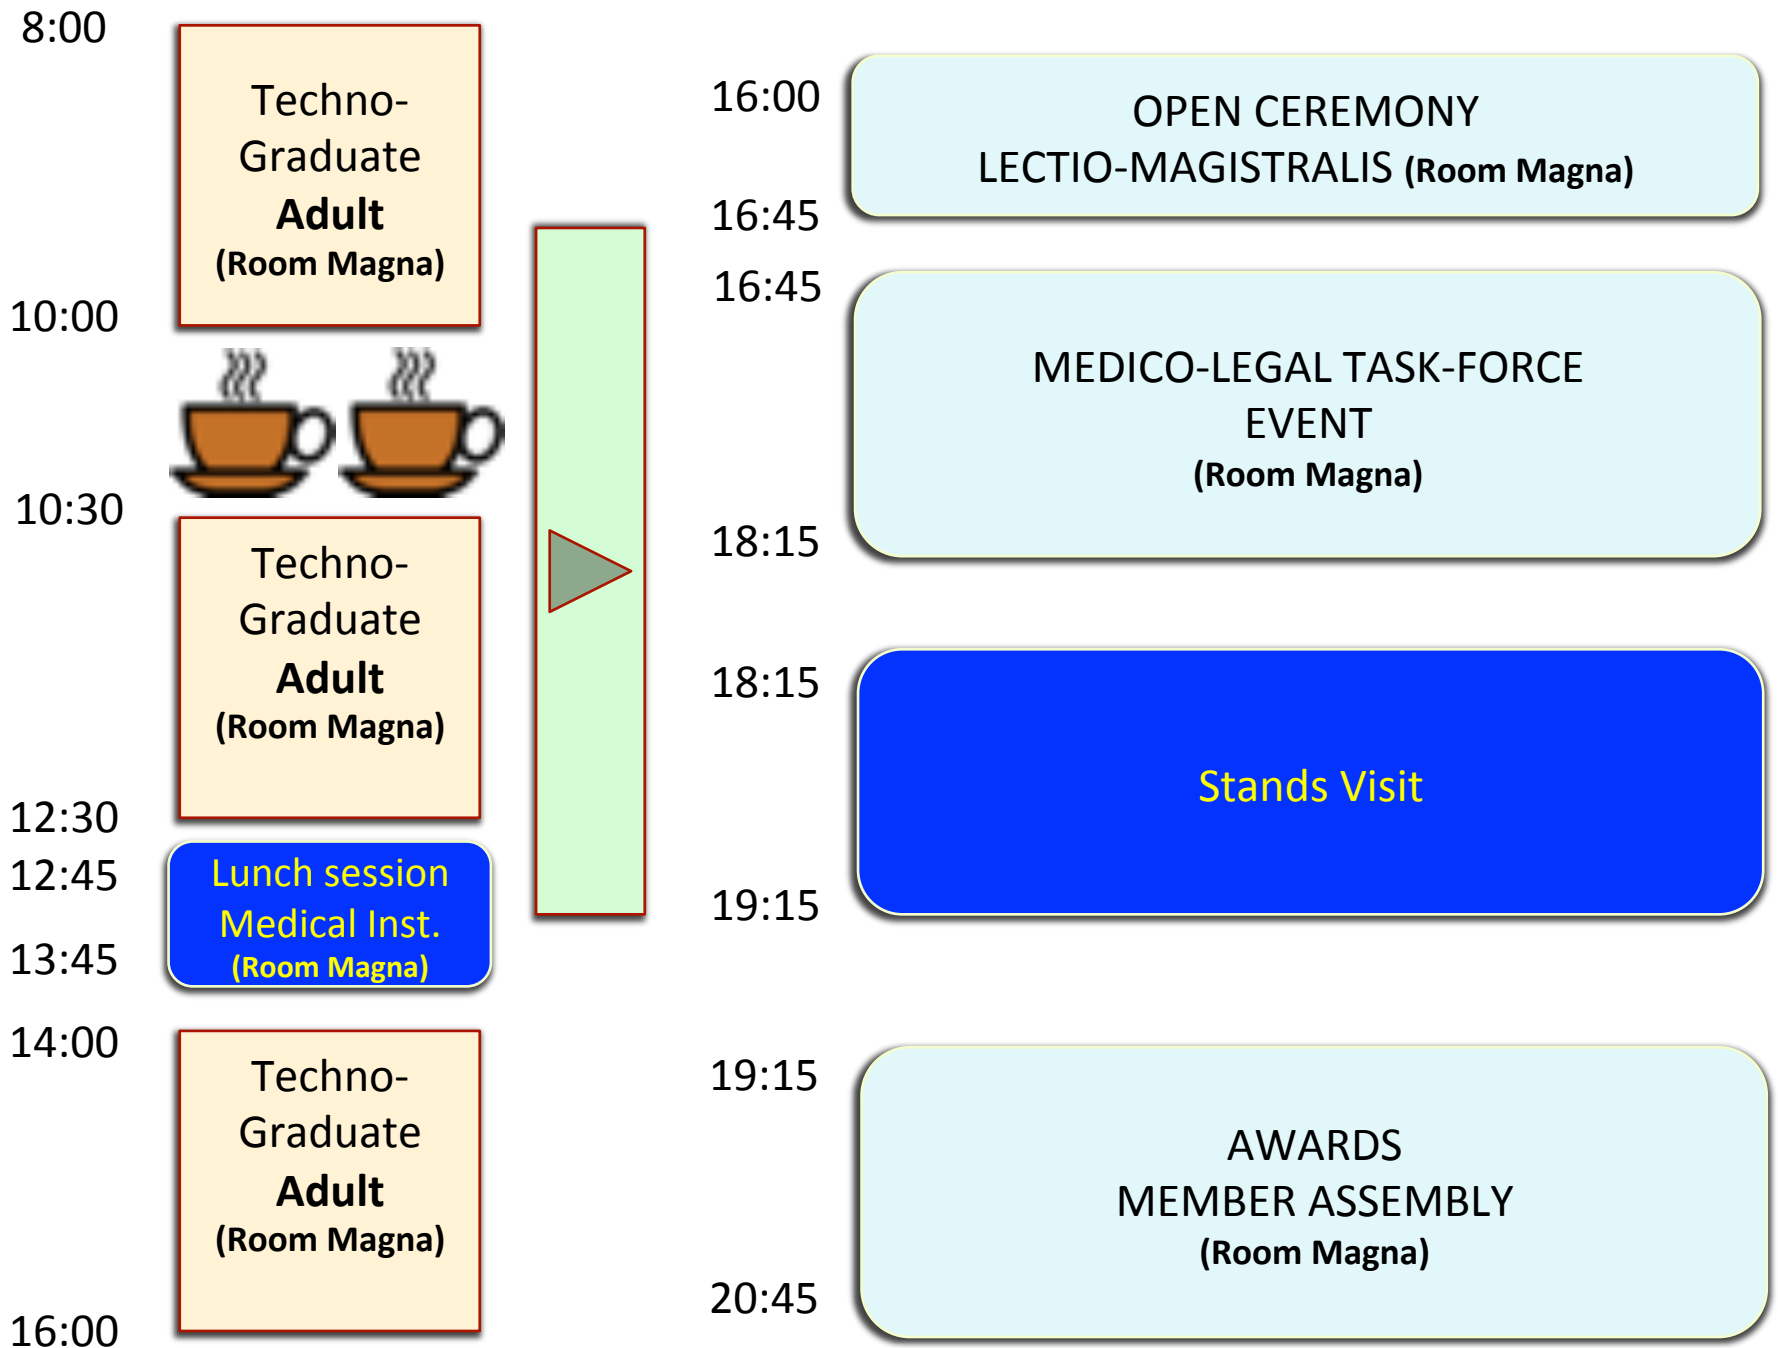 8:00
Techno-
Graduate
Adult
(Room Magna)
10:00
10:30
Techno-
Graduate
Adult
(Room Magna)
12:30
12:45
Lunch session
Medical Inst.
(Room Magna)
13:45
14:00
Techno-
Graduate
Adult
(Room Magna)
16:00
16:00
OPEN CEREMONY
LECTIO-MAGISTRALIS (Room Magna)
16:45
16:45
MEDICO-LEGAL TASK-FORCE
EVENT
(Room Magna)
18:15
18:15
Stands Visit
19:15
19:15
AWARDS
MEMBER ASSEMBLY
(Room Magna)
20:45